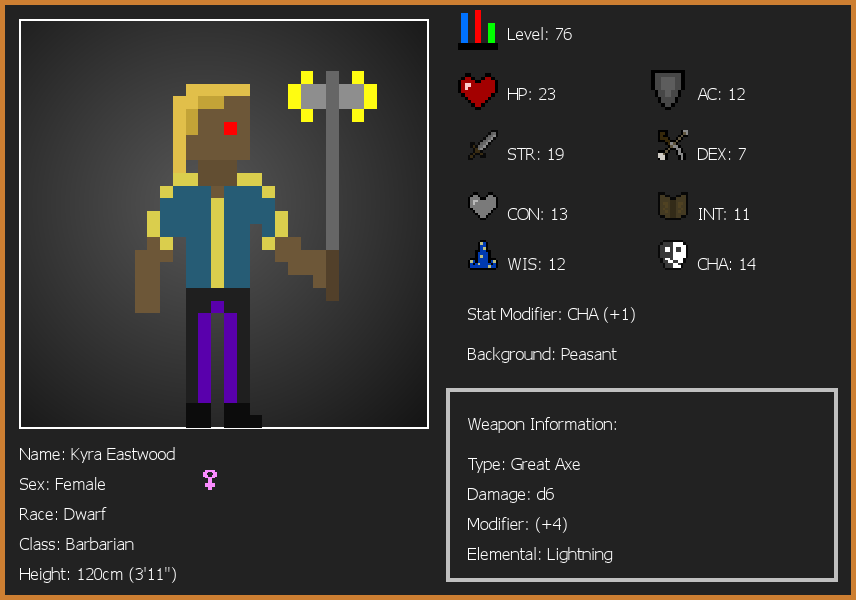 Level: 76
HP: 23
AC: 12
STR: 19
DEX: 7
CON: 13
INT: 11
WIS: 12
CHA: 14
Stat Modifier: CHA (+1)
Background: Peasant
Weapon Information:
Type: Great Axe
Damage: d6
Modifier: (+4)
Elemental: Lightning
Name: Kyra Eastwood
Sex: Female
Race: Dwarf
Class: Barbarian
Height: 120cm (3'11")